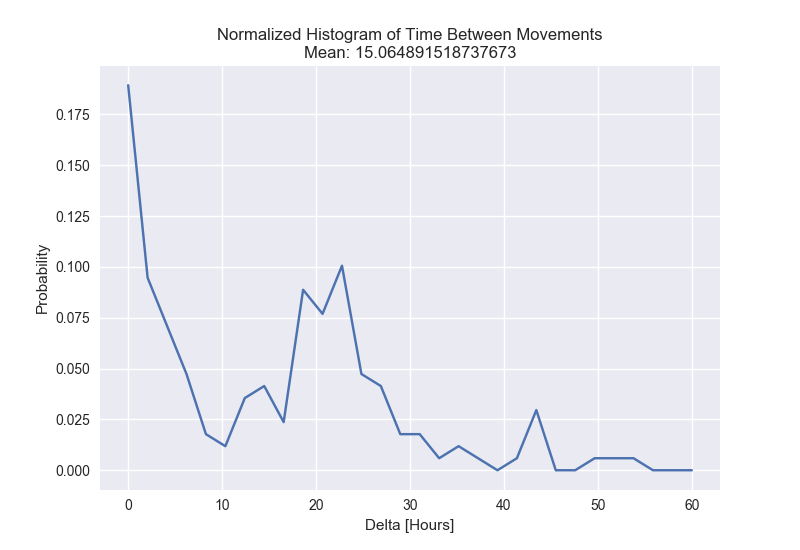 Normalized Histogram of Time Between Movements
Mean: 15.064891518737673
0.175
0.150
0.125
0.100
0.075
0.050
0.025
0.000
Probability
0 10 20 30 40 50 60
Delta [Hours]